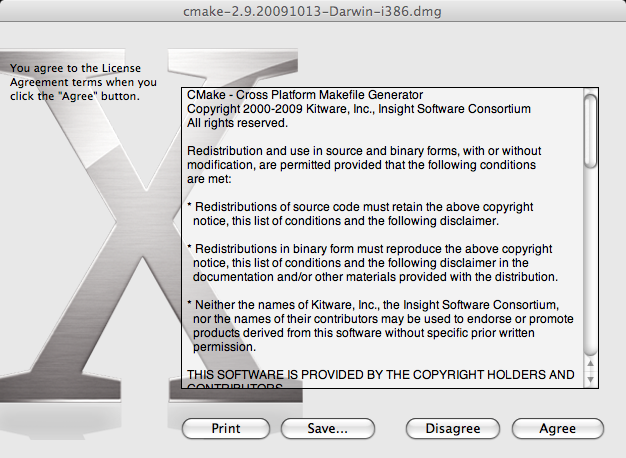 cmake-2.9.20091013-Darwin-i386.dmg
You agree to the License
Agreement terms when you
click the "Agree" button.
CMake - Cross Platform Makefile Generator
Copyright 2000-2009 Kitware, Inc., Insight Software Consortium
All rights reserved.
Redistribution and use in source and binary forms, with or without
modification, are permitted provided that the following conditions
are met:
* Redistributions of source code must retain the above copyright
notice, this list of conditions and the following disclaimer.
* Redistributions in binary form must reproduce the above copyright
notice, this list of conditions and the following disclaimer in the
documentation and/or other materials provided with the distribution.
* Neither the names of Kitware, Inc., the Insight Software Consortium,
nor the names of their contributors may be used to endorse or promote
products derived from this software without specific prior written
permission.
THIS SOFTWARE IS PROVIDED BY THE COPYRIGHT HOLDERS AND
CONTRIBUTORS
Print
Save...
Disagree
Agree